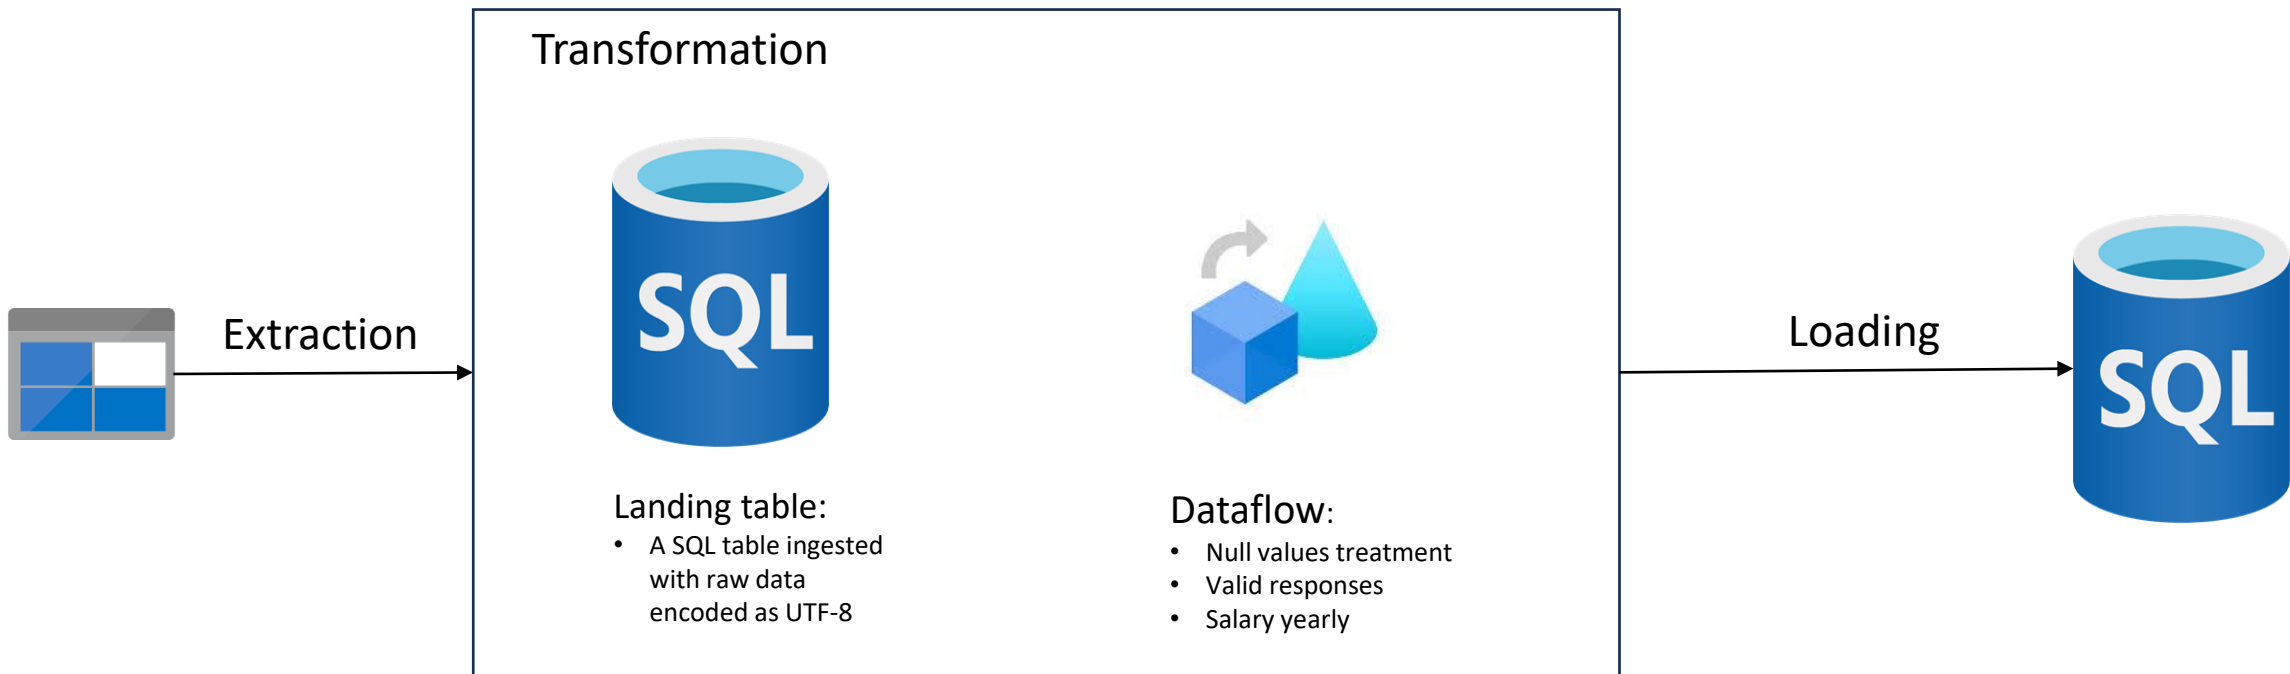 Transformation
Extraction
SQL
Landing table:
• A SQL table ingested
with raw data
encoded as UTF-8
Dataflow:
• Null values treatment
• Valid responses
• Salary yearly
Loading
SQL